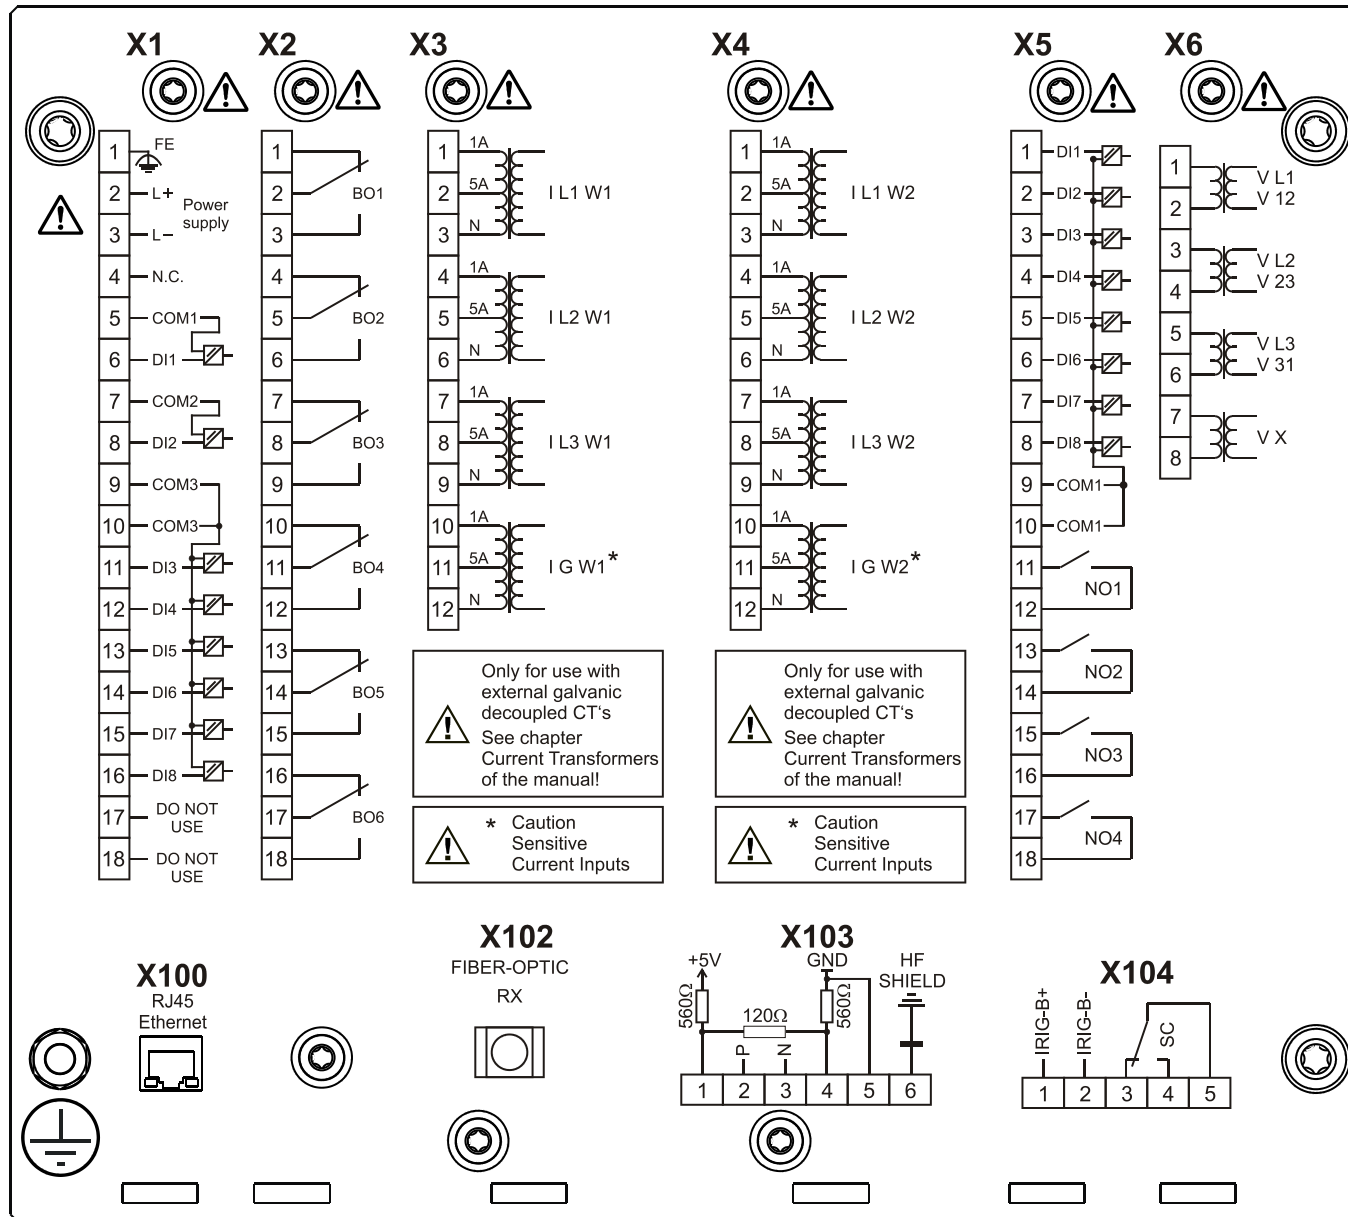 X1
1 FE
2 L+ Power supply
3 L−
4 N.C.
5 COM1
6 DI1
7 COM2
8 DI2
9 COM3
10 COM3
11 DI3
12 DI4
13 DI5
14 DI6
15 DI7
16 DI8
17 DO NOT USE
18 DO NOT USE
X2
1
2 BO1
3
4
5 BO2
6
7
8 BO3
9
10
11 BO4
12
13
14 BO5
15
16
17 BO6
18
X3
1 1A
2 5A I L1 W1
3 N
4 1A
5 5A I L2 W1
6 N
7 1A
8 5A I L3 W1
9 N
10 1A
11 5A I G W1*
12 N
Only for use with
external galvanic
decoupled CT‘s
See chapter
Current Transformers
of the manual!
* Caution
Sensitive
Current Inputs
X4
1 1A
2 5A I L1 W2
3 N
4 1A
5 5A I L2 W2
6 N
7 1A
8 5A I L3 W2
9 N
10 1A
11 5A I G W2*
12 N
Only for use with
external galvanic
decoupled CT‘s
See chapter
Current Transformers
of the manual!
* Caution
Sensitive
Current Inputs
X5
1 DI1
2 DI2
3 DI3
4 DI4
5 DI5
6 DI6
7 DI7
8 DI8
9 COM1
10 COM1
11
NO1
12
13
NO2
14
15
NO3
16
17
NO4
18
X6
1 V L1
2 V 12
3 V L2
4 V 23
5 V L3
6 V 31
7
V X
8
X100
RJ45
Ethernet
X102
FIBER-OPTIC
RX
X103
+5V GND HF
SHIELD
560Ω 120Ω 560Ω
P N
1 2 3 4 5 6
X104
IRIG-B+ IRIG-B- SC
1 2 3 4 5